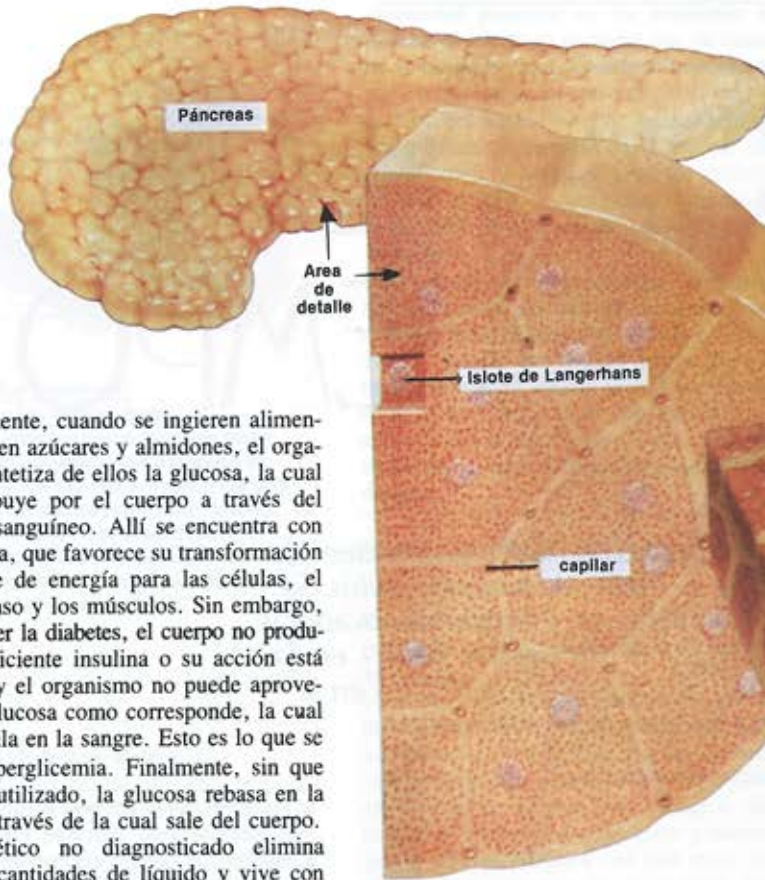 Páncreas
Area
de
detalle
Islote de Langerhans
capilar
ente, cuando se ingieren alimen-
en azúcares y almidones, el orga-
ntetiza de ellos la glucosa, la cual
buye por el cuerpo a través del
sanguíneo. Allí se encuentra con
a, que favorece su transformación
e de energía para las células, el
aso y los músculos. Sin embargo,
er la diabetes, el cuerpo no produ-
iciente insulina o su acción está
y el organismo no puede aprove-
lucosa como corresponde, la cual
ula en la sangre. Esto es lo que se
perglicemia. Finalmente, sin que
utilizado, la glucosa rebasa en la
través de la cual sale del cuerpo.
ético no diagnosticado elimina
cantidades de líquido y vive con